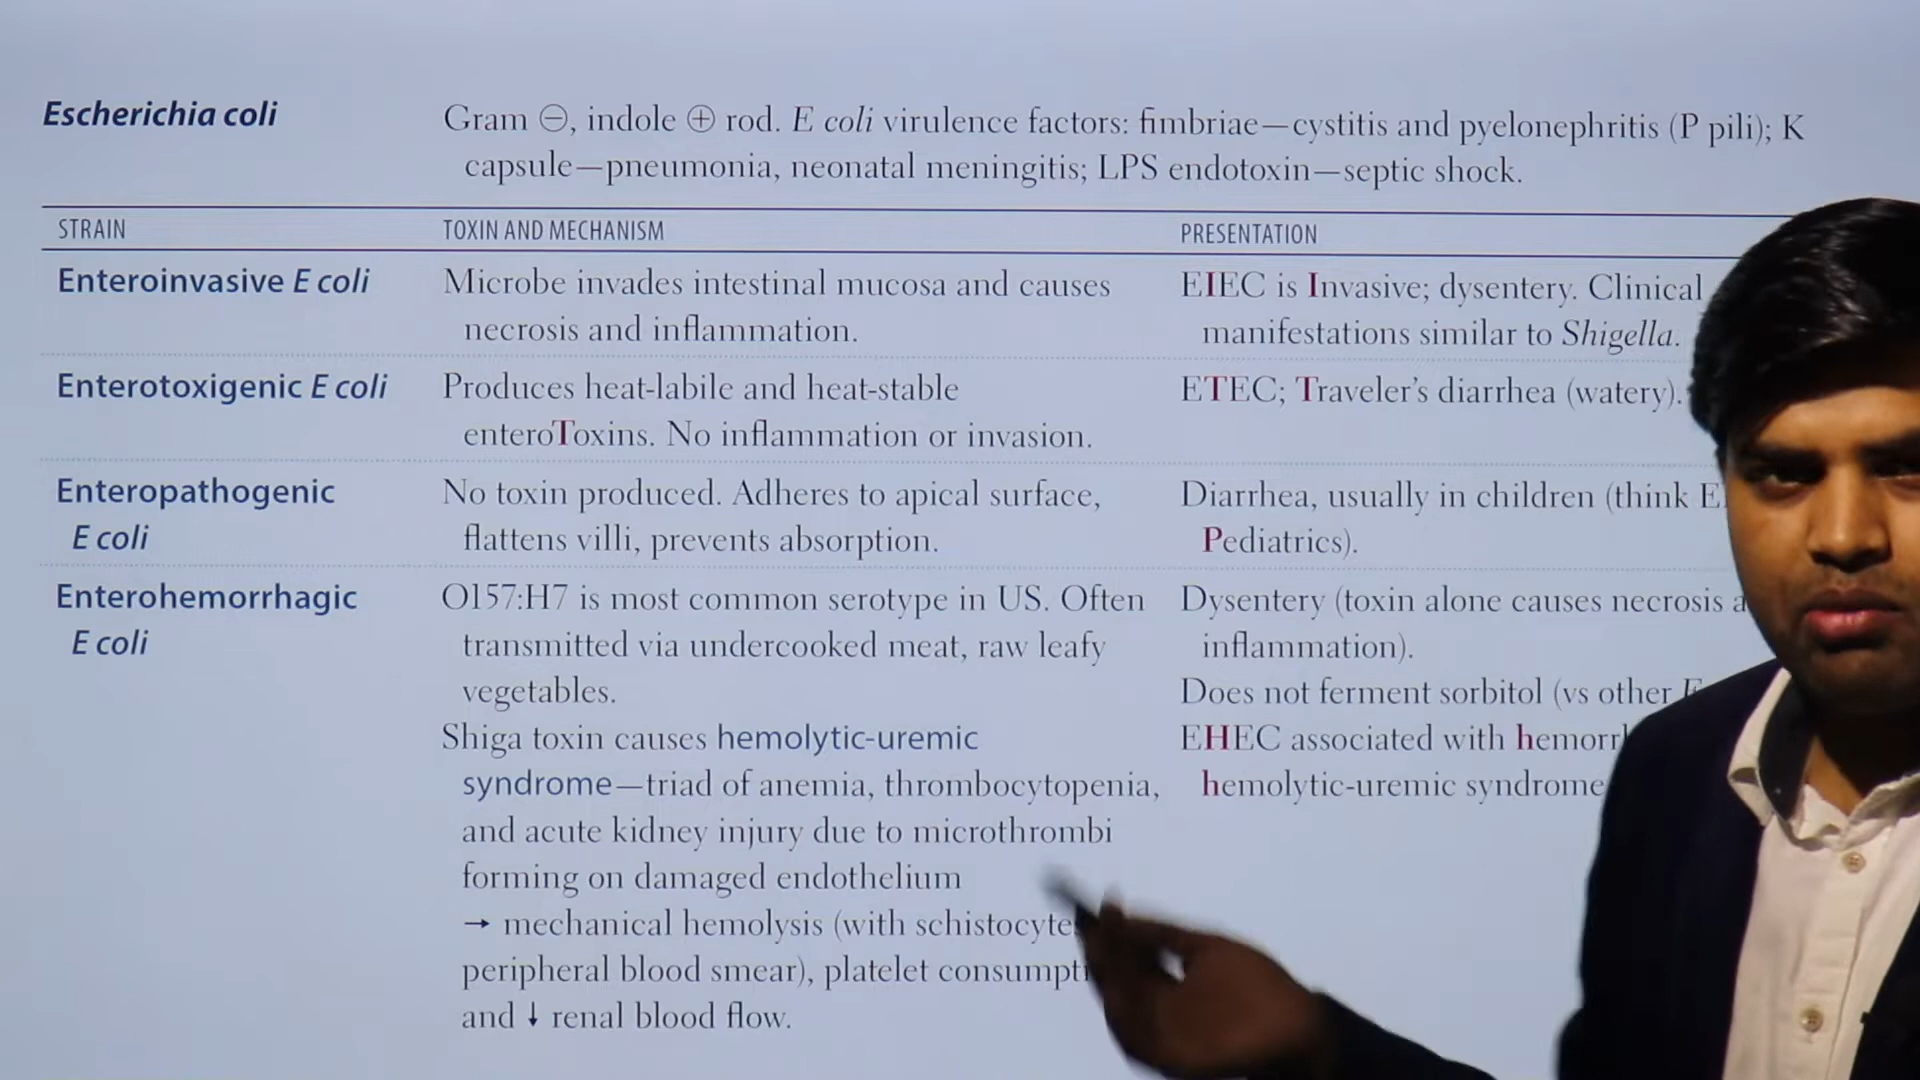 Escherichia coli
Gram ⊖, indole ⊕ rod. E coli virulence factors: fimbriae—cystitis and pyelonephritis (P pili); K
capsule—pneumonia, neonatal meningitis; LPS endotoxin—septic shock.
STRAIN
TOXIN AND MECHANISM
PRESENTATION
Enteroinvasive E coli
Microbe invades intestinal mucosa and causes
necrosis and inflammation.
EIEC is Invasive; dysentery. Clinical
manifestations similar to Shigella.
Enterotoxigenic E coli
Produces heat-labile and heat-stable
enteroToxins. No inflammation or invasion.
ETEC; Traveler's diarrhea (watery).
Enteropathogenic
E coli
No toxin produced. Adheres to apical surface,
flattens villi, prevents absorption.
Diarrhea, usually in children (think
Pediatrics).
Enterohemorrhagic
E coli
O157:H7 is most common serotype in US. Often
transmitted via undercooked meat, raw leafy
vegetables.
Shiga toxin causes hemolytic-uremic
syndrome—triad of anemia, thrombocytopenia,
and acute kidney injury due to microthrombi
forming on damaged endothelium
→ mechanical hemolysis (with
peripheral blood smear), platelet
and ↓ renal blood flow.
Dysentery (toxin alone causes necrosis
inflammation).
Does not ferment sorbitol (vs other E
EHEC associated with
hemolytic-uremic syndrome